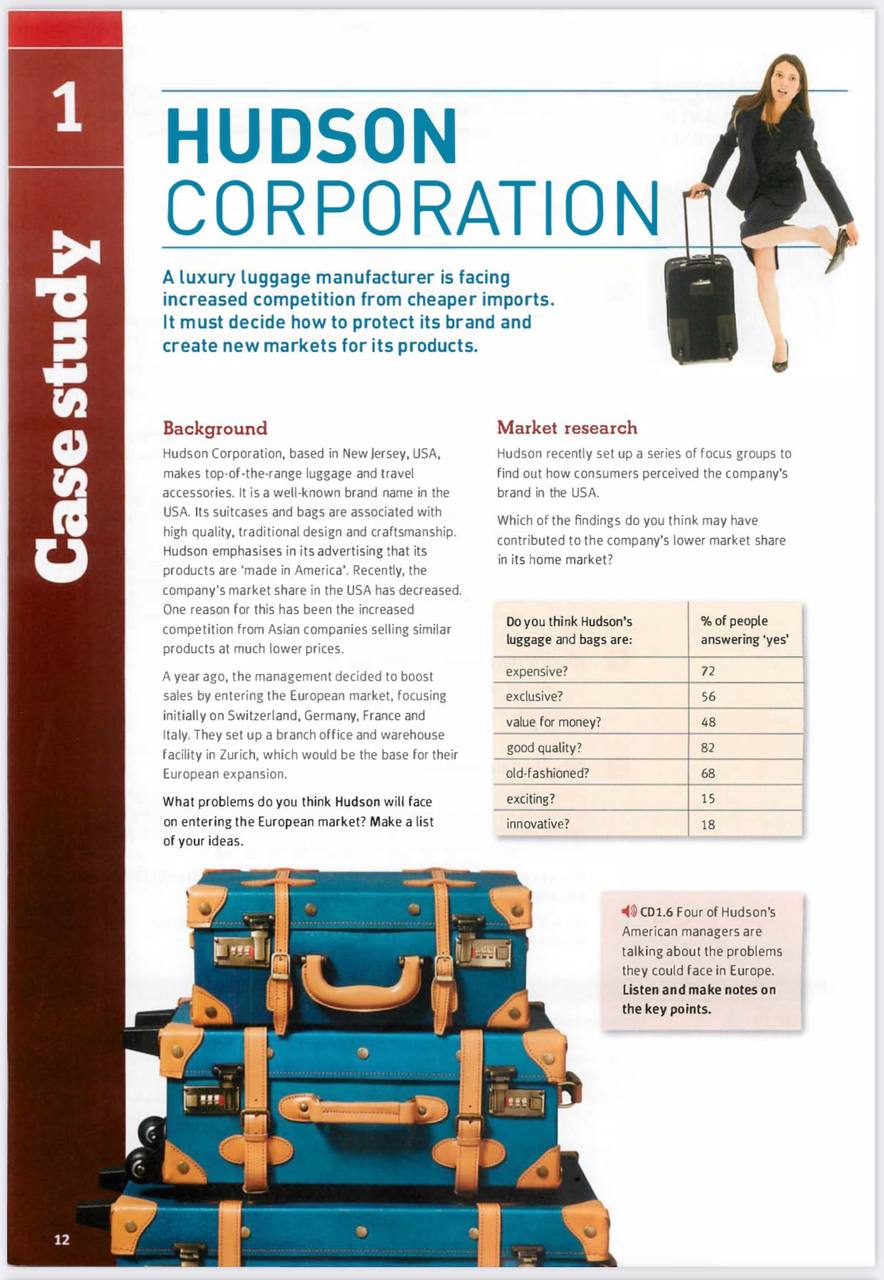 1
Case study
HUDSON
CORPORATION
A luxury luggage manufacturer is facing
increased competition from cheaper imports.
It must decide how to protect its brand and
create new markets for its products.
Background
Hudson Corporation, based in New Jersey, USA,
makes top-of-the-range luggage and travel
accessories. It is a well-known brand name in the
USA. Its suitcases and bags are associated with
high quality, traditional design and craftsmanship.
Hudson emphasises in its advertising that its
products are 'made in America'. Recently, the
company's market share in the USA has decreased.
One reason for this has been the increased
competition from Asian companies selling similar
products at much lower prices.
A year ago, the management decided to boost
sales by entering the European market, focusing
initially on Switzerland, Germany, France and
Italy. They set up a branch office and warehouse
facility in Zurich, which would be the base for their
European expansion.
What problems do you think Hudson will face
on entering the European market? Make a list
of your ideas.
Market research
Hudson recently set up a series of focus groups to
find out how consumers perceived the company's
brand in the USA.
Which of the findings do you think may have
contributed to the company's lower market share
in its home market?
Do you think Hudson's % of people
luggage and bags are: answering 'yes'
expensive? 72
exclusive? 56
value for money? 48
good quality? 82
old-fashioned? 68
exciting? 15
innovative? 18
CD1.6 Four of Hudson's
American managers are
talking about the problems
they could face in Europe.
Listen and make notes on
the key points.
12